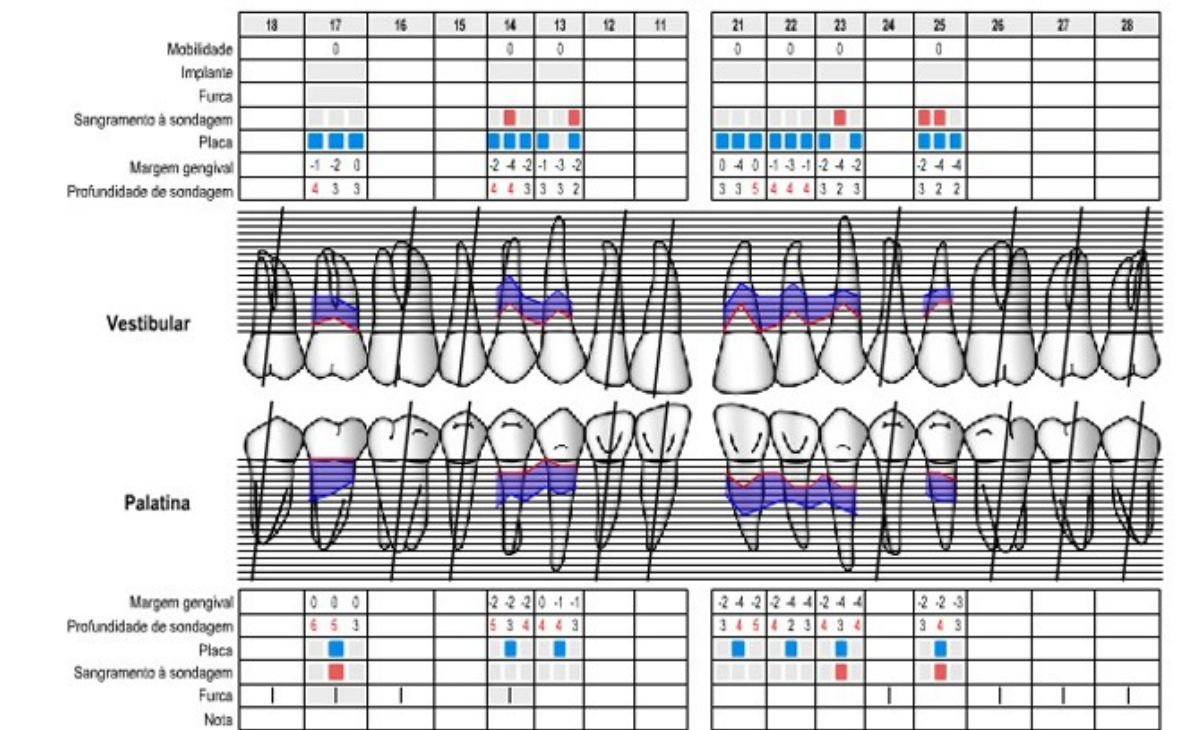 18 17 16 15 14 13 12 11 21 22 23 24 25 26 27 28
Mobilidade 0 0 0 0 0 0 0
Implante
Furca
Sangramento à sondagem
Placa
Margem gengival -1 -2 0 -2 -4 -2 -1 -3 -2 0 -4 0 -1 -3 -1 -2 -4 -2 -2 -4 -4
Profundidade de sondagem 4 3 3 4 4 3 3 3 2 3 3 5 4 4 4 3 2 3 3 2 2
Vestibular
Palatina
Margem gengival 0 0 0 -2 -2 -2 0 -1 -1 -2 -4 -2 -2 -4 -4 -2 -4 -4 -2 -2 -3
Profundidade de sondagem 6 5 3 5 3 4 4 4 3 3 4 5 4 2 3 4 3 4 3 4 3
Placa
Sangramento à sondagem
Furca
Nota